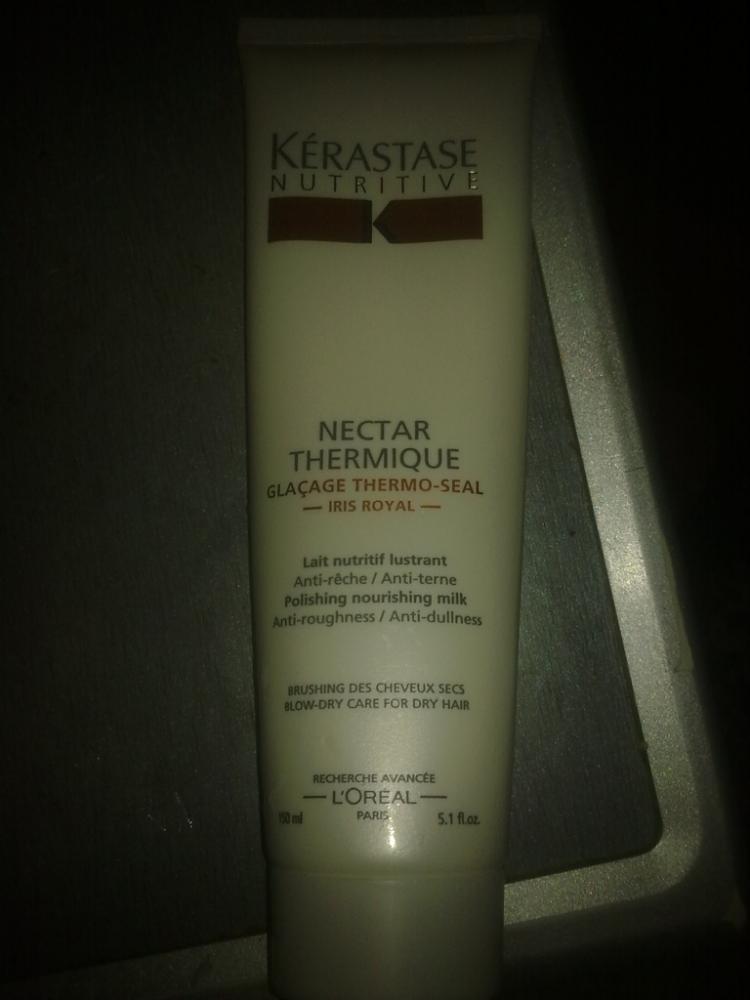 KÉRASTASE
NUTRITIVE
NECTAR
THERMIQUE
GLAÇAGE THERMO-SEAL
— IRIS ROYAL —
Lait nutritif lustrant
Anti-rêche / Anti-terne
Polishing nourishing milk
Anti-roughness / Anti-dullness
BRUSHING DES CHEVEUX SECS
BLOW-DRY CARE FOR DRY HAIR
RECHERCHE AVANCÉE
— L'ORÉAL —
PARIS
150 ml 5.1 fl.oz.